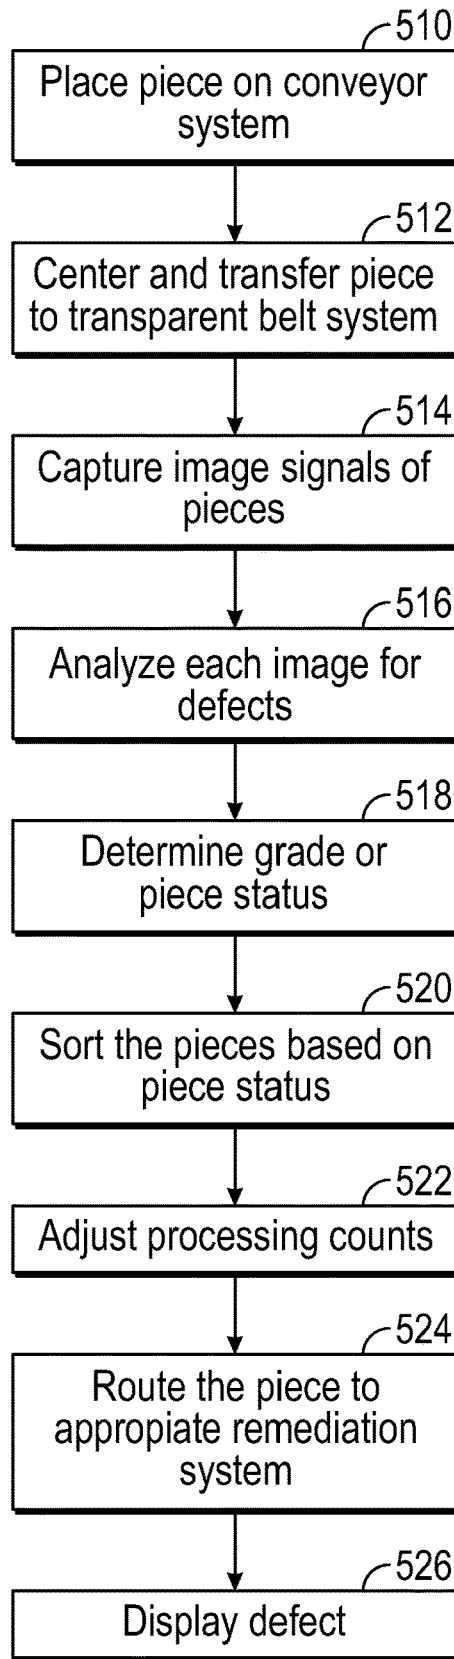 510
Place piece on conveyor
system
512
Center and transfer piece
to transparent belt system
514
Capture image signals of
pieces
516
Analyze each image for
defects
518
Determine grade or
piece status
520
Sort the pieces based on
piece status
522
Adjust processing counts
524
Route the piece to
appropiate remediation
system
526
Display defect